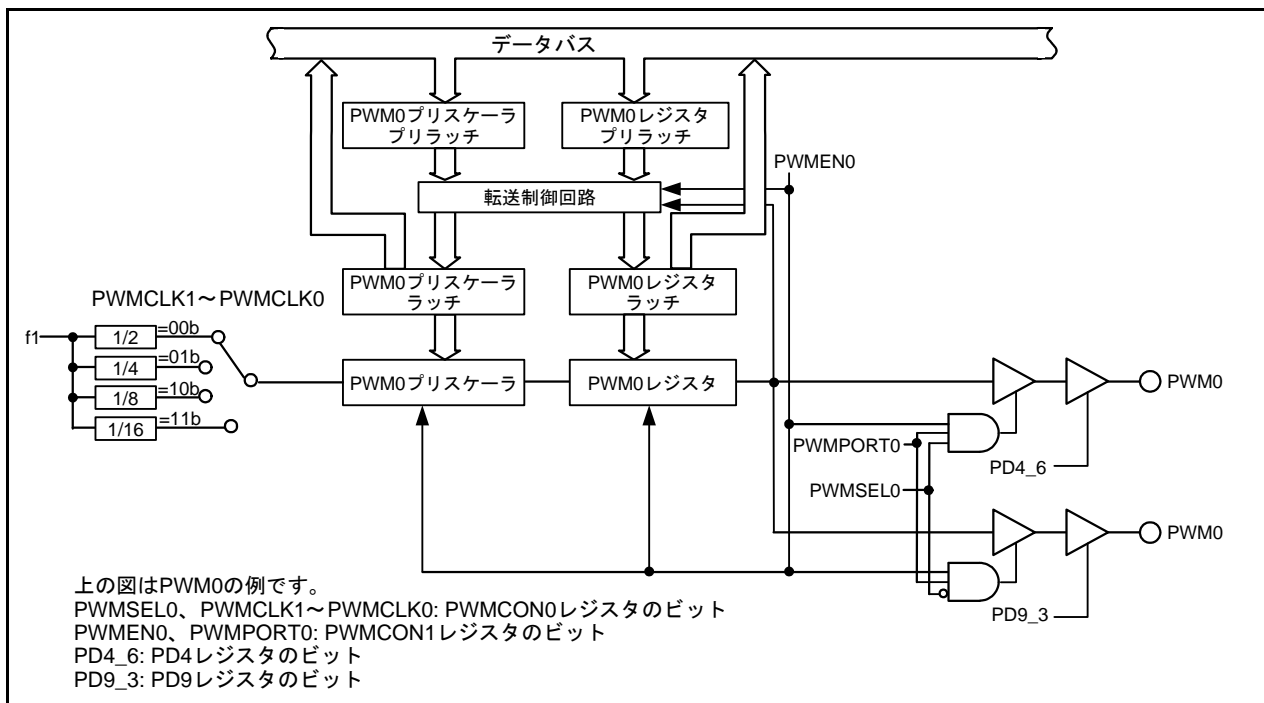 データバス
PWM0プリスケーラ
プリラッチ
PWM0レジスタ
プリラッチ
PWMEN0
転送制御回路
PWM0プリスケーラ
ラッチ
PWM0レジスタ
ラッチ
PWMCLK1～PWMCLK0
f1
1/2
=00b
1/4
=01b
1/8
=10b
1/16
=11b
PWM0プリスケーラ
PWM0レジスタ
PWM0
PWMPORT0
PD4_6
PWMSEL0
PWM0
PD9_3
上の図はPWM0の例です。
PWMSEL0、PWMCLK1～PWMCLK0: PWMCON0レジスタのビット
PWMEN0、PWMPORT0: PWMCON1レジスタのビット
PD4_6: PD4レジスタのビット
PD9_3: PD9レジスタのビット